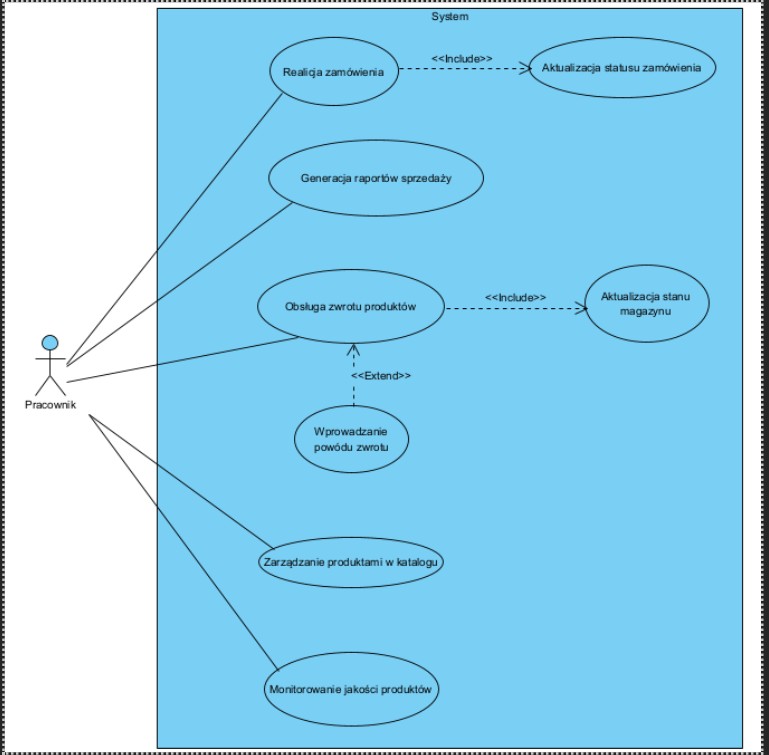 System
Realicja zamówienia
<<Include>>
Aktualizacja statusu zamówienia
Generacja raportów sprzedaży
Obsługa zwrotu produktów
<<Include>>
Aktualizacja stanu
magazynu
<<Extend>>
Pracownik
Wprowadzanie
powódu zwrotu
Zarządzanie produktami w katalogu
Monitorowanie jakości produktów